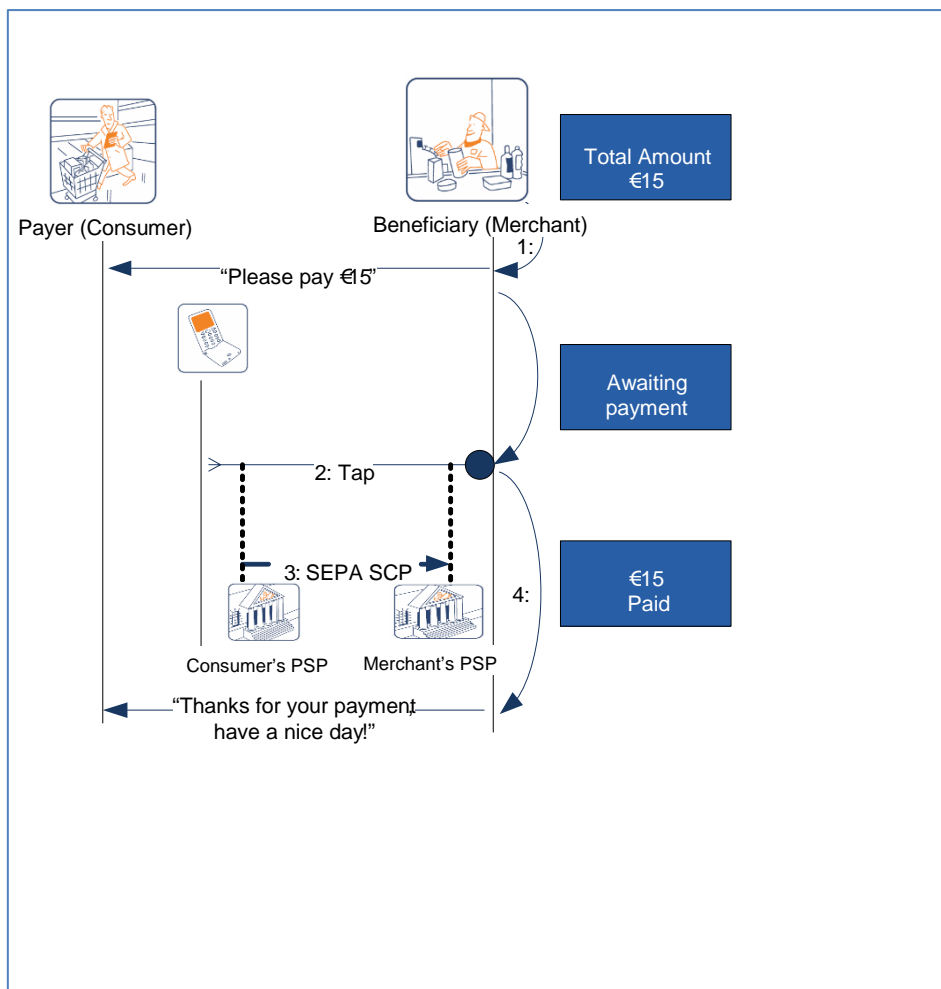 Total Amount
€15
Payer (Consumer)
Beneficiary (Merchant)
1:
“Please pay €15”
Awaiting
payment
2: Tap
3: SEPA SCP
4:
€15
Paid
Consumer’s PSP
Merchant’s PSP
“Thanks for your payment,
have a nice day!”